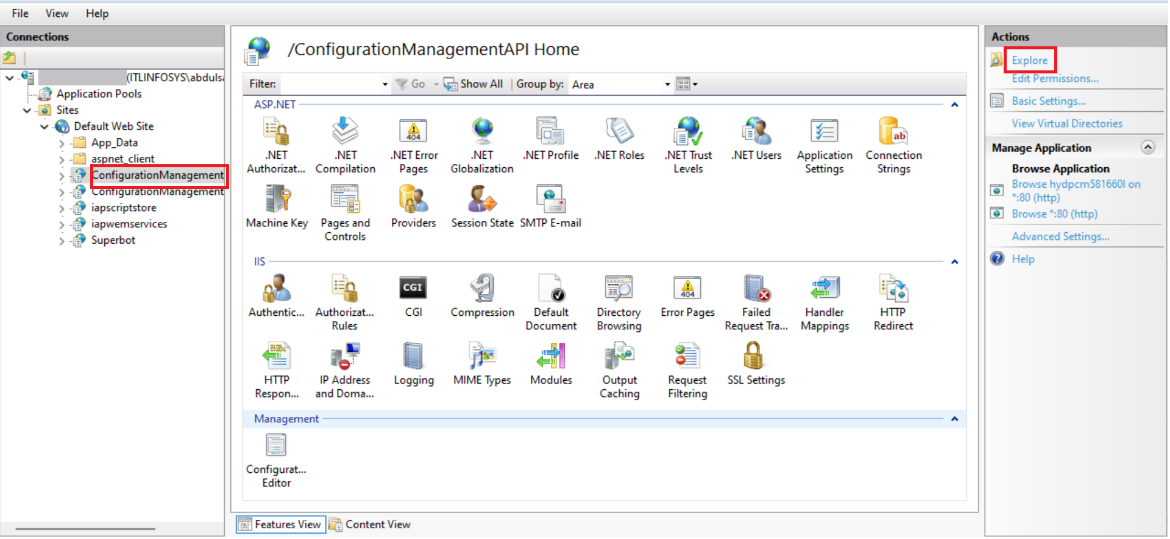 File View Help
Connections
(ITLINFOSYS\abdulsa
Application Pools
Sites
Default Web Site
App_Data
aspnet_client
ConfigurationManagement
ConfigurationManagement
iapscriptstore
iapwemservices
Superbot
/ConfigurationManagementAPI Home
Filter: Go Show All Group by: Area
ASP.NET
.NET Authorizat...
.NET Compilation
.NET Error Pages
.NET Globalization
.NET Profile
.NET Roles
.NET Trust Levels
.NET Users
Application Settings
Connection Strings
Machine Key
Pages and Controls
Providers
Session State
SMTP E-mail
IIS
Authentic...
Authorizat... Rules
CGI
Compression
Default Document
Directory Browsing
Error Pages
Failed Request Tra...
Handler Mappings
HTTP Redirect
HTTP Respon...
IP Address and Doma...
Logging
MIME Types
Modules
Output Caching
Request Filtering
SSL Settings
Management
Configurat... Editor
Features View Content View
Actions
Explore
Edit Permissions...
Basic Settings...
View Virtual Directories
Manage Application
Browse Application
Browse hydpcm581660l on
*:80 (http)
Browse *:80 (http)
Advanced Settings...
Help